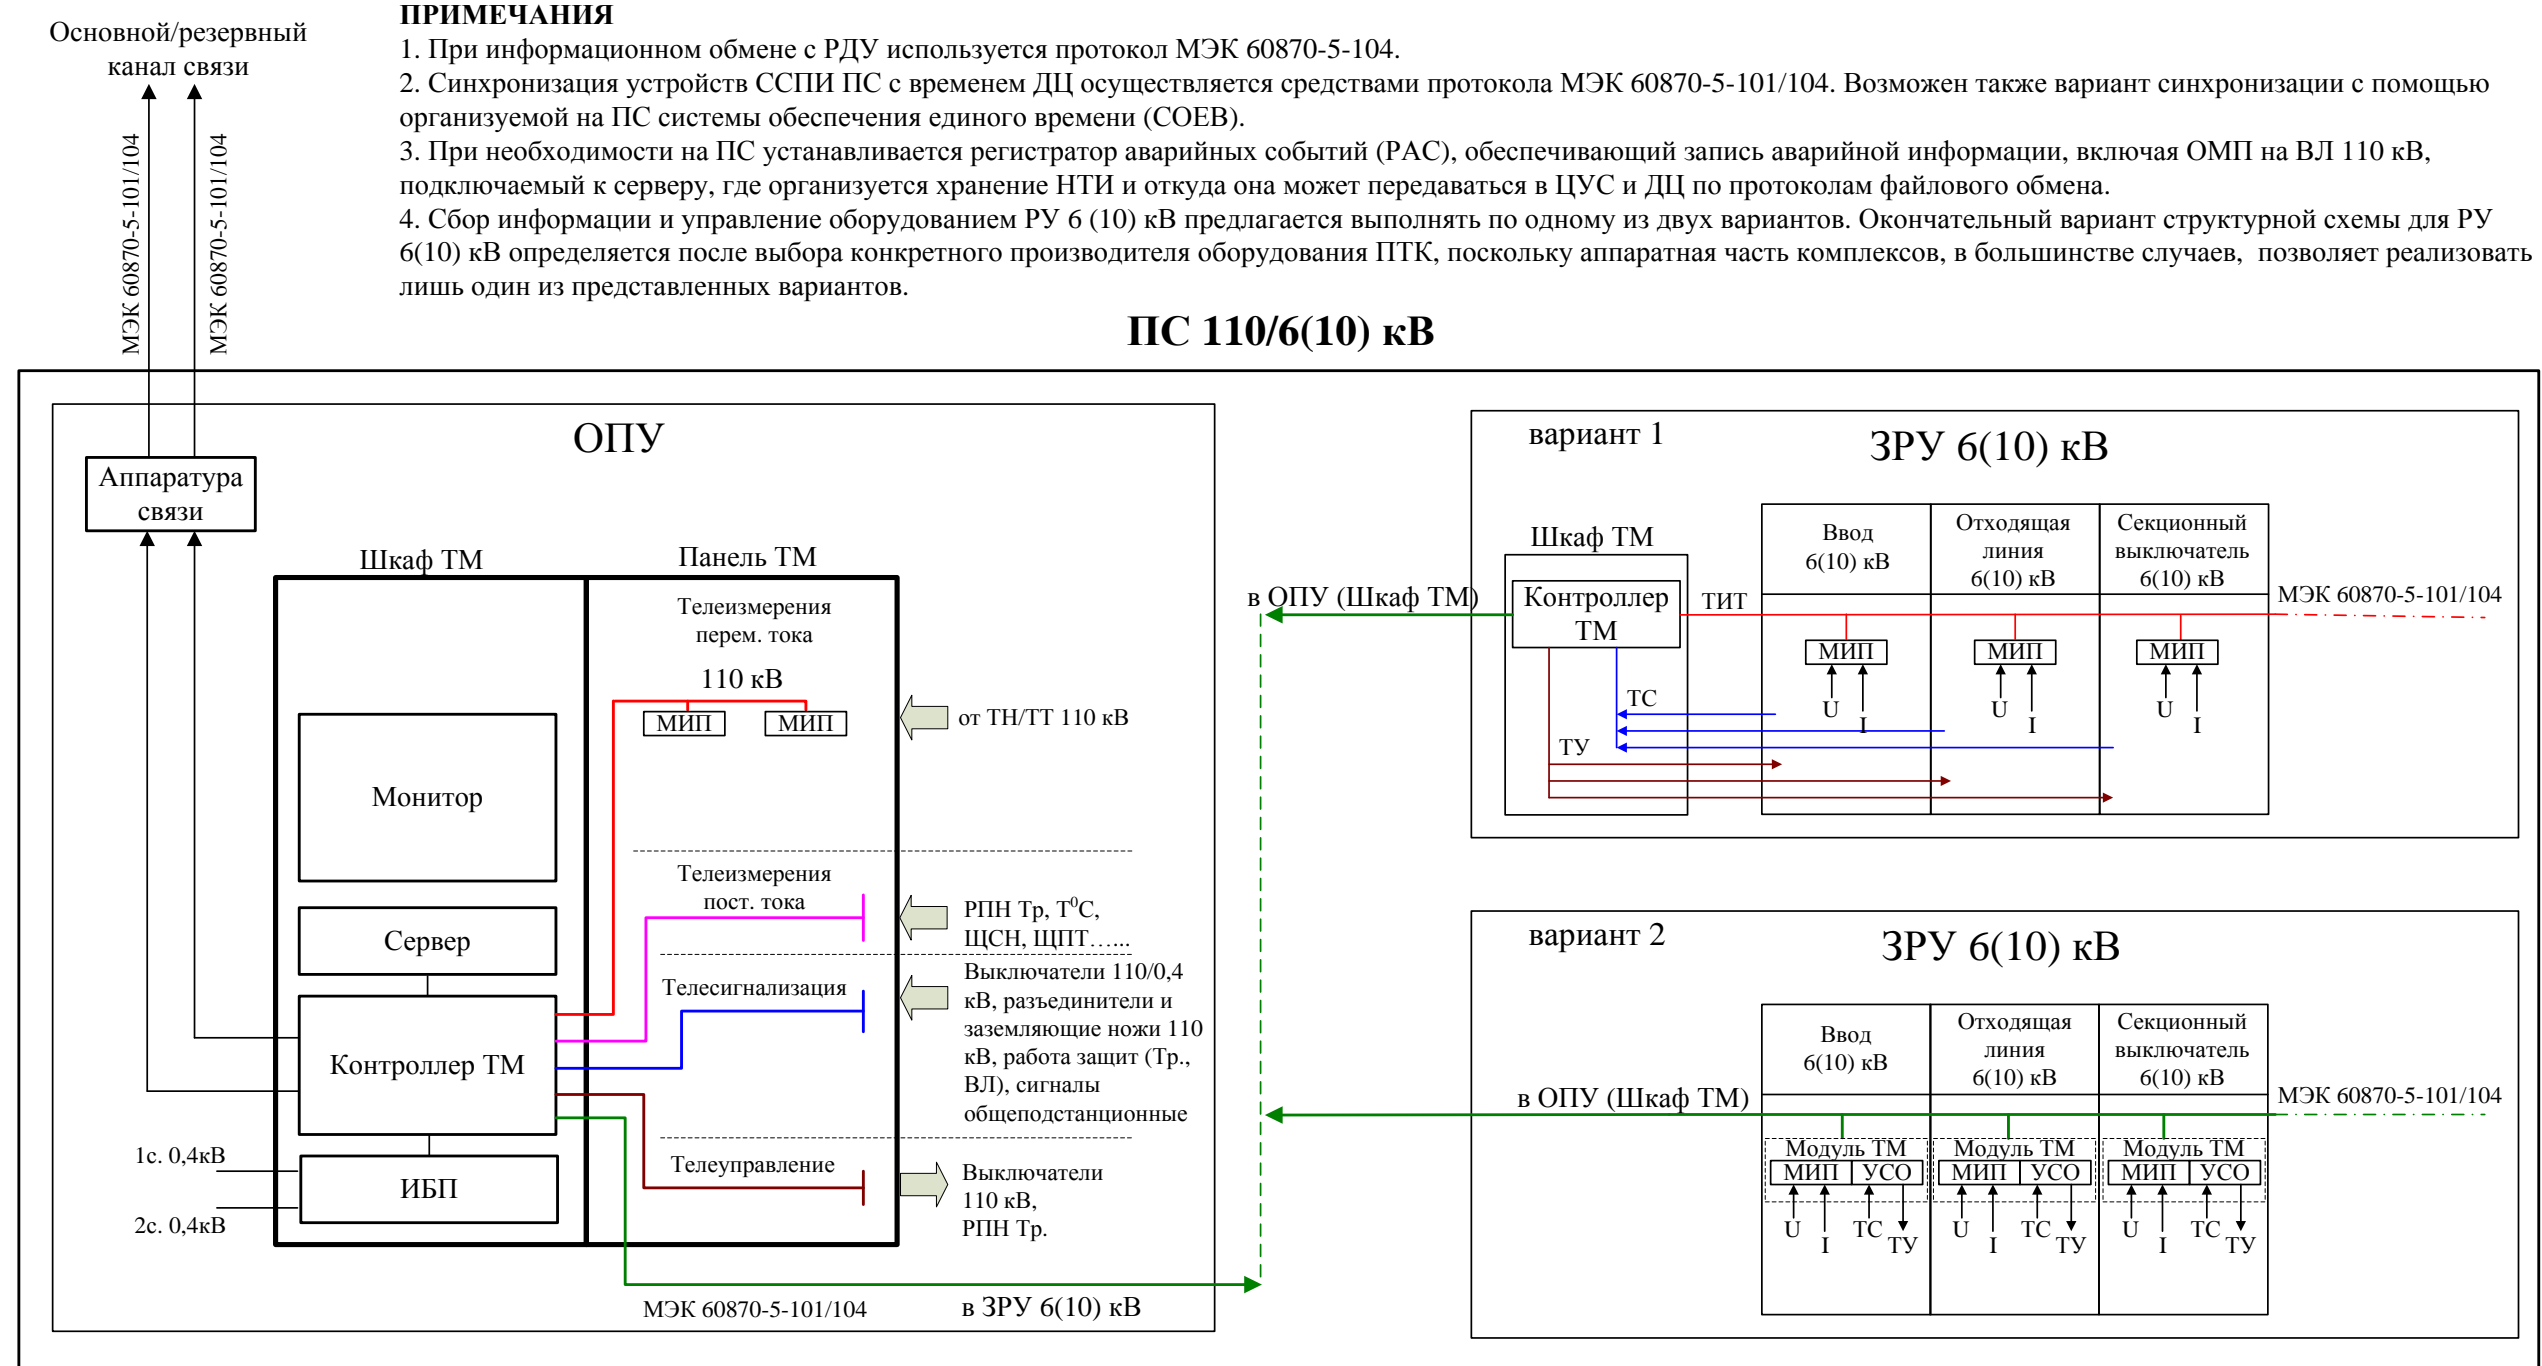 Основной/резервный
канал связи
МЭК 60870-5-101/104
МЭК 60870-5-101/104
ПРИМЕЧАНИЯ
1. При информационном обмене с РДУ используется протокол МЭК 60870-5-104.
2. Синхронизация устройств ССПИ ПС с временем ДЦ осуществляется средствами протокола МЭК 60870-5-101/104. Возможен также вариант синхронизации с помощью
организуемой на ПС системы обеспечения единого времени (СОЕВ).
3. При необходимости на ПС устанавливается регистратор аварийных событий (РАС), обеспечивающий запись аварийной информации, включая ОМП на ВЛ 110 кВ,
подключаемый к серверу, где организуется хранение НТИ и откуда она может передаваться в ЦУС и ДЦ по протоколам файлового обмена.
4. Сбор информации и управление оборудованием РУ 6 (10) кВ предлагается выполнять по одному из двух вариантов. Окончательный вариант структурной схемы для РУ
6(10) кВ определяется после выбора конкретного производителя оборудования ПТК, поскольку аппаратная часть комплексов, в большинстве случаев,  позволяет реализовать
лишь один из представленных вариантов.
ПС 110/6(10) кВ
ОПУ
Аппаратура
связи
Шкаф ТМ
Панель ТМ
Телеизмерения
перем. тока
110 кВ
МИП
МИП
от ТН/ТТ 110 кВ
Монитор
Телеизмерения
пост. тока
РПН Тр, Т⁰С,
ЩСН, ЩПТ…...
Сервер
Телесигнализация
Выключатели 110/0,4
кВ, разъединители и
заземляющие ножи 110
кВ, работа защит (Тр.,
ВЛ), сигналы
общеподстанционные
Контроллер ТМ
1с. 0,4кВ
2с. 0,4кВ
ИБП
Телеуправление
Выключатели
110 кВ,
РПН Тр.
МЭК 60870-5-101/104
в ЗРУ 6(10) кВ
вариант 1
ЗРУ 6(10) кВ
Шкаф ТМ
Ввод
6(10) кВ
Отходящая
линия
6(10) кВ
Секционный
выключатель
6(10) кВ
в ОПУ (Шкаф ТМ)
Контроллер
ТМ
ТИТ
МЭК 60870-5-101/104
МИП
МИП
МИП
ТС
U
I
U
I
U
I
ТУ
вариант 2
ЗРУ 6(10) кВ
Ввод
6(10) кВ
Отходящая
линия
6(10) кВ
Секционный
выключатель
6(10) кВ
в ОПУ (Шкаф ТМ)
МЭК 60870-5-101/104
Модуль ТМ
Модуль ТМ
Модуль ТМ
МИП УСО
МИП УСО
МИП УСО
U
I
ТС
ТУ
U
I
ТС
ТУ
U
I
ТС
ТУ